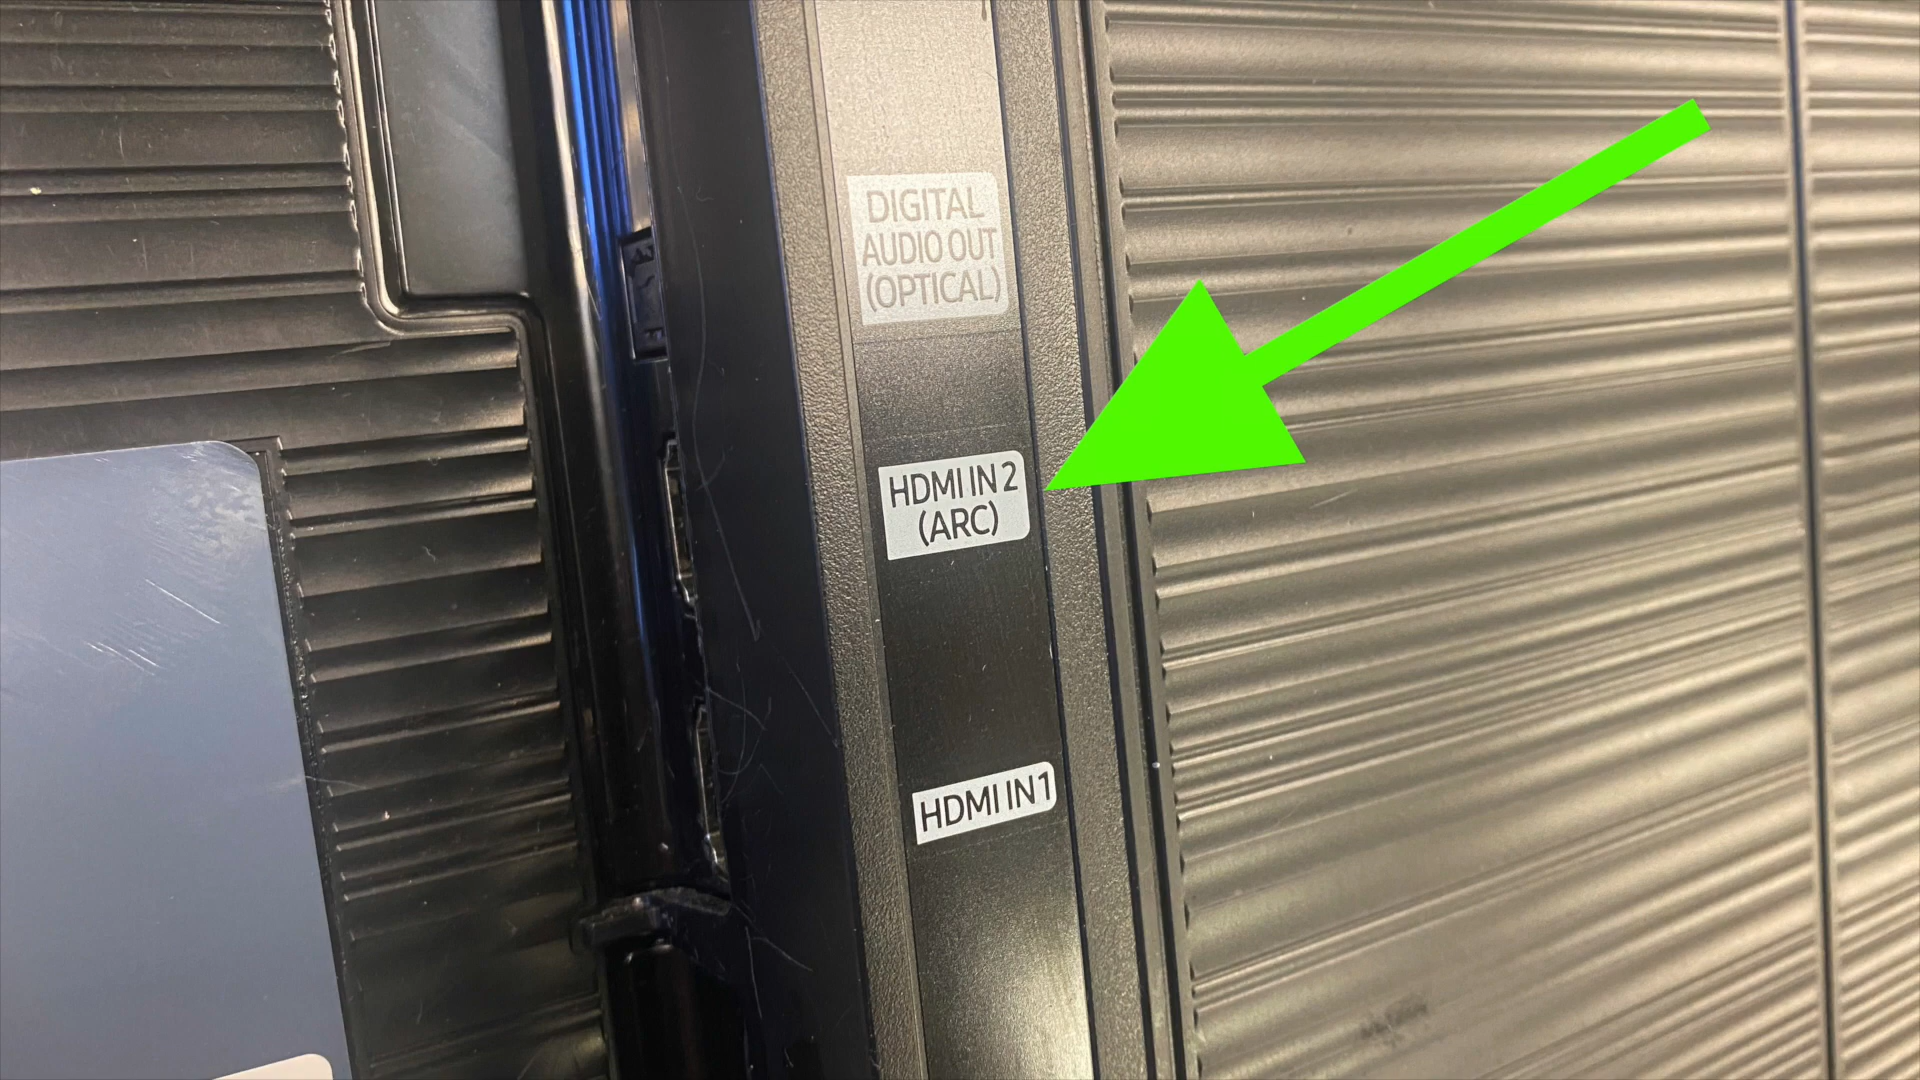 DIGITAL
AUDIO OUT
(OPTICAL)
HDMI IN 2
(ARC)
HDMI IN 1